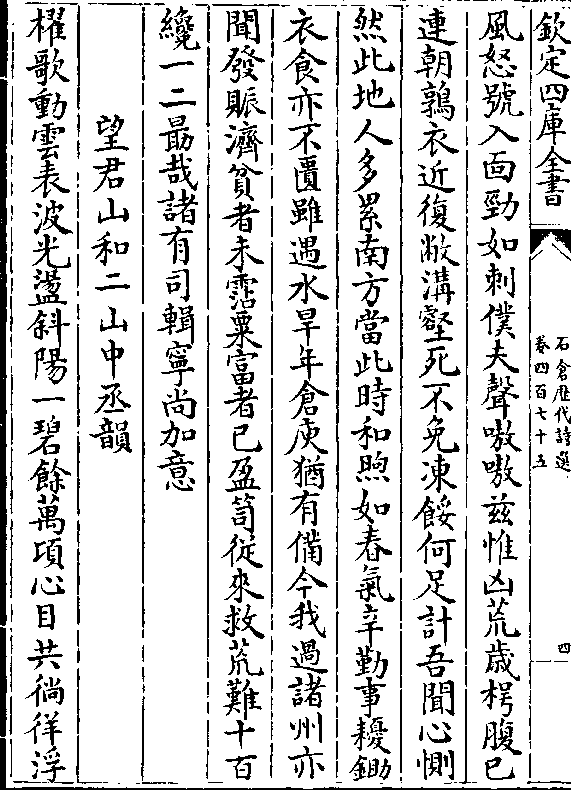 欽定四庫全書
石倉歴代詩選
卷四百七十五
四
風怒號入面勁如刺僕夫聲嗷嗷兹惟凶荒歳枵腹已
連朝鶉衣近復敝溝壑死不免凍餒何足計吾聞心惻
然此地人多累南方當此時和煦如春氣辛勤事耰鋤
衣食亦不匱雖遇水旱年倉庾猶有備今我過諸州亦
聞發賑濟貧者未霑粟富者已盈笥從來救荒難十百
纔一二勗哉諸有司輯寧尚加意
望君山和二山中丞韻
櫂歌動雲表波光盪斜陽一碧餘萬項心目共徜徉浮